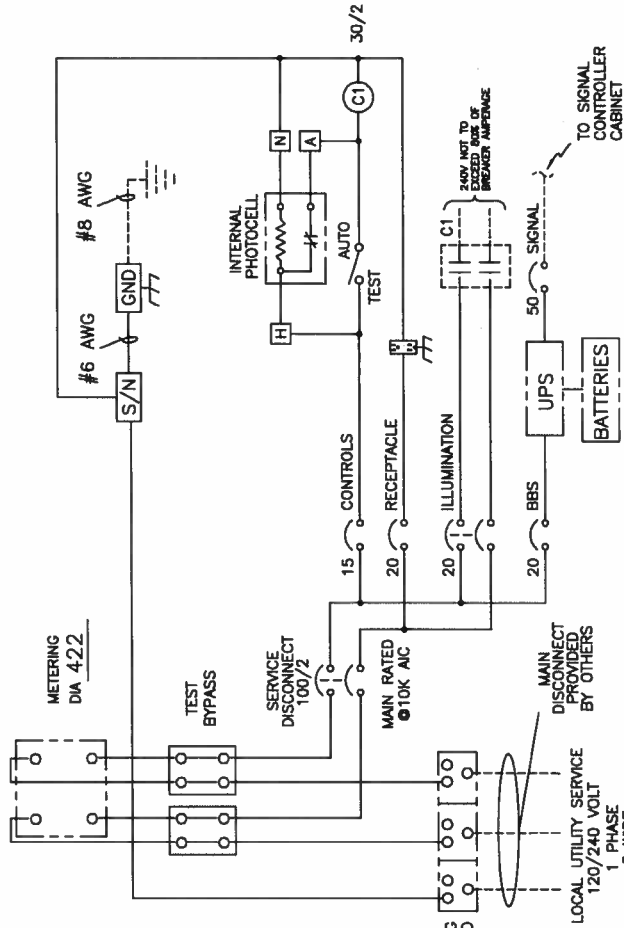 METERING
DIA 422
TEST
BYPASS
SERVICE
DISCONNECT
100/2
MAIN RATED
@10K AIC
S/N
#6 AWG
GND
#8 AWG
INTERNAL
PHOTOCELL
H
N
A
AUTO
TEST
C1
30/2
15
CONTROLS
20
RECEPTACLE
20
ILLUMINATION
C1
240V NOT TO
EXCEED 80% OF
BREAKER AMPERAGE
20
BBS
UPS
BATTERIES
50
SIGNAL
TO SIGNAL
CONTROLLER
CABINET
MAIN
DISCONNECT
PROVIDED
BY OTHERS
LOCAL UTILITY SERVICE
120/240 VOLT
1 PHASE